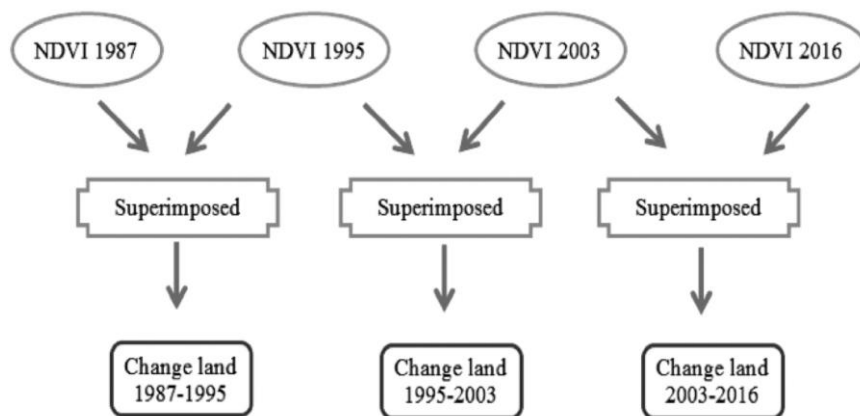 NDVI 1987
NDVI 1995
NDVI 2003
NDVI 2016
Superimposed
Superimposed
Superimposed
Change land
1987-1995
Change land
1995-2003
Change land
2003-2016